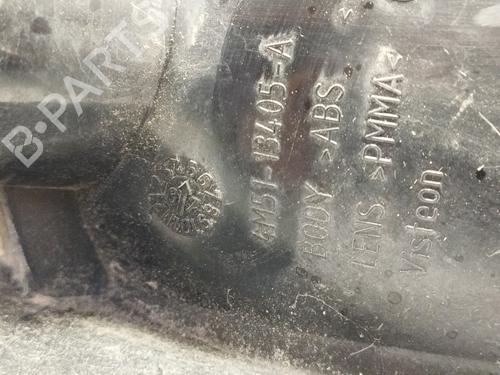 4M51-13405-A
BODY >ABS<
LENS >PMMA<
Visteon
B-PARTS